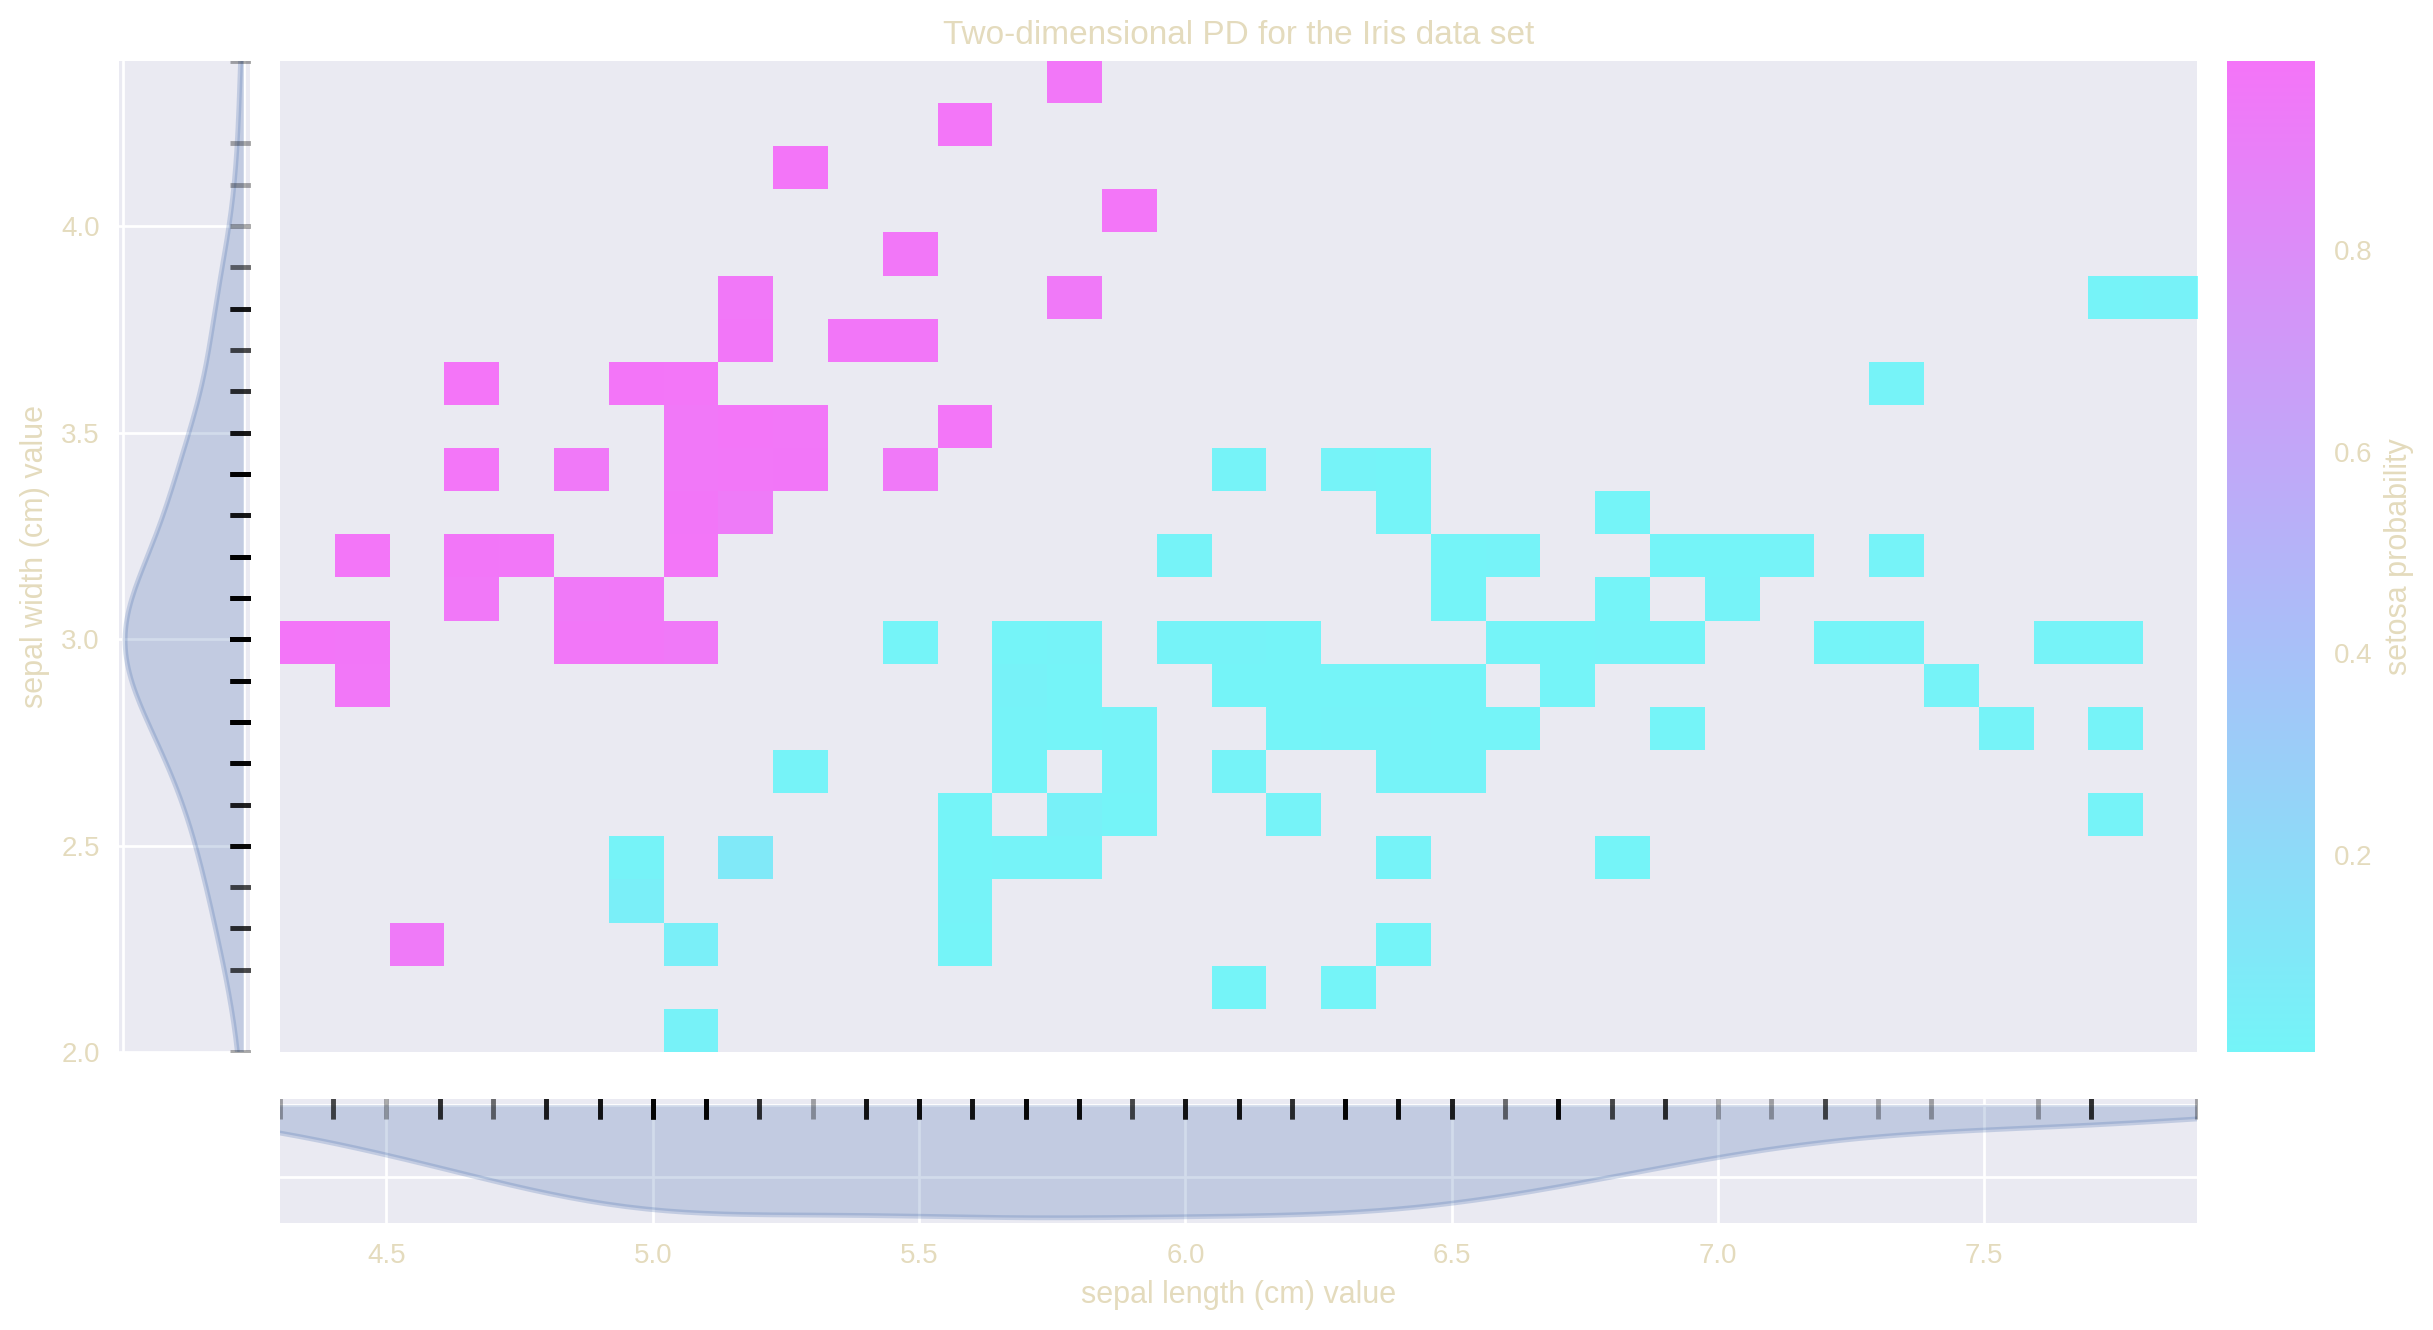 Two-dimensional PD for the Iris data set
sepal width (cm) value
4.0
3.5
3.0
2.5
2.0
4.5 5.0 5.5 6.0 6.5 7.0 7.5
sepal length (cm) value
0.8
0.6
0.4
0.2
setosa probability